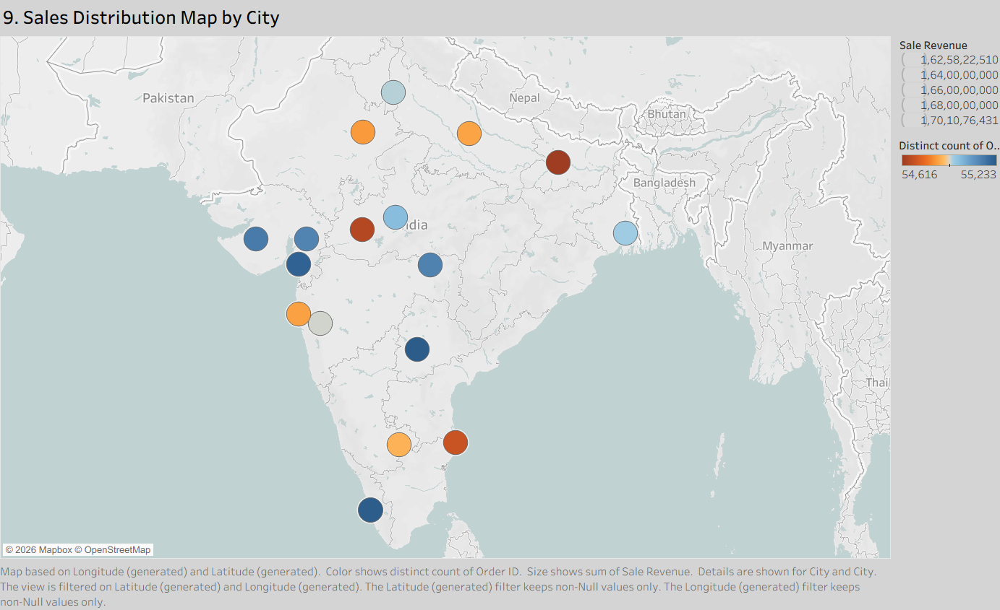 9. Sales Distribution Map by City
Sale Revenue
1,62,58,22,510
1,64,00,00,000
1,66,00,00,000
1,68,00,00,000
1,70,10,76,431
Distinct count of O..
54,616 55,233
Pakistan
Nepal
Bhutan
Bangladesh
dia
Myanmar
Thai
© 2026 Mapbox © OpenStreetMap
Map based on Longitude (generated) and Latitude (generated). Color shows distinct count of Order ID. Size shows sum of Sale Revenue. Details are shown for City and City.
The view is filtered on Latitude (generated) and Longitude (generated). The Latitude (generated) filter keeps non-Null values only. The Longitude (generated) filter keeps
non-Null values only.